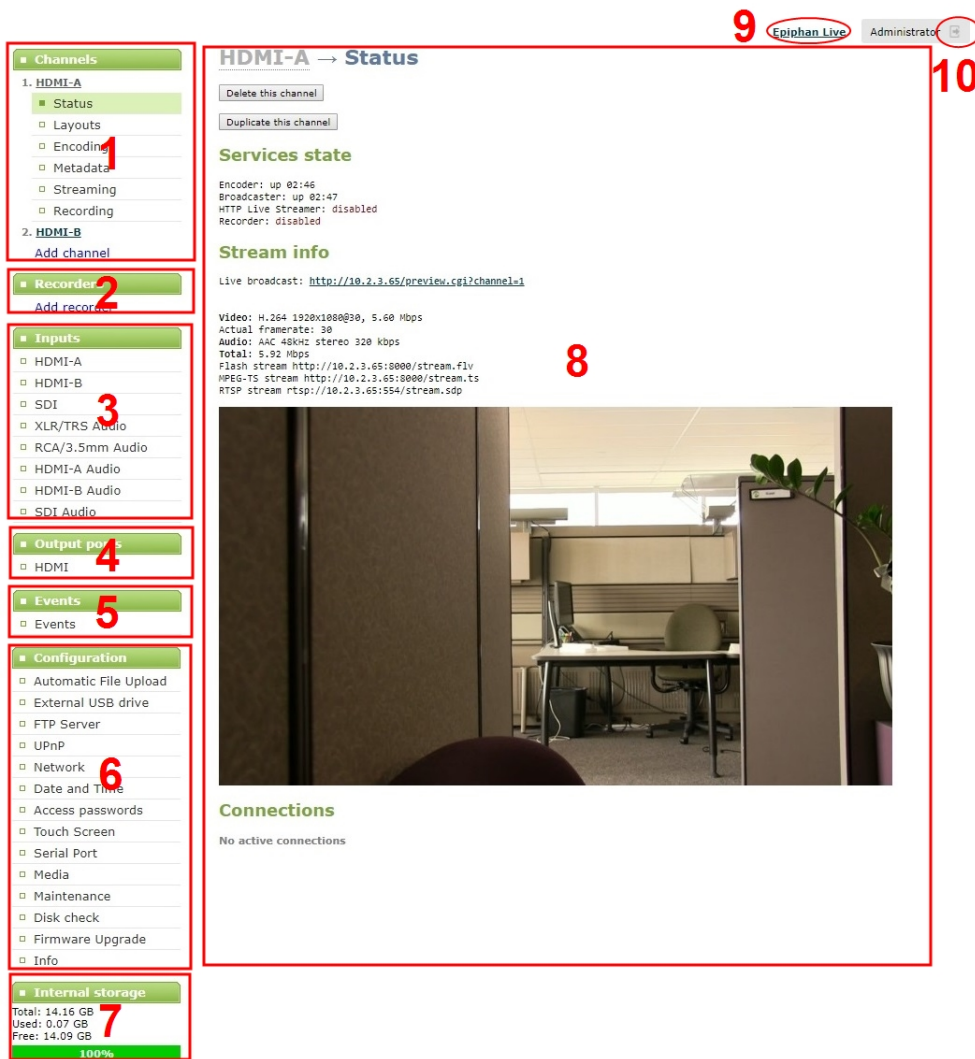 9
Epiphan Live
Administrator
10
Channels
1. HDMI-A
Status
Layouts
Encoding
1
Metadata
Streaming
Recording
2. HDMI-B
Add channel
Recorders
2
Add recorder
Inputs
HDMI-A
HDMI-B
SDI
3
XLR/TRS Audio
RCA/3.5mm Audio
HDMI-A Audio
HDMI-B Audio
SDI Audio
Output ports
4
HDMI
Events
5
Events
Configuration
Automatic File Upload
External USB drive
FTP Server
UPnP
Network
6
Date and Time
Access passwords
Touch Screen
Serial Port
Media
Maintenance
Disk check
Firmware Upgrade
Info
Internal storage
Total: 14.16 GB
Used: 0.07 GB
Free: 14.09 GB
7
100%
HDMI-A → Status
Delete this channel
Duplicate this channel
Services state
Encoder: up 02:46
Broadcaster: up 02:47
HTTP Live Streamer: disabled
Recorder: disabled
Stream info
Live broadcast: http://10.2.3.65/preview.cgi?channel=1
Video: H.264 1920x1080@30, 5.60 Mbps
Actual framerate: 30
Audio: AAC 48kHz stereo 320 kbps
Total: 5.92 Mbps
Flash stream http://10.2.3.65:8000/stream.flv
MPEG-TS stream http://10.2.3.65:8000/stream.ts
RTSP stream rtsp://10.2.3.65:554/stream.sdp
8
Connections
No active connections